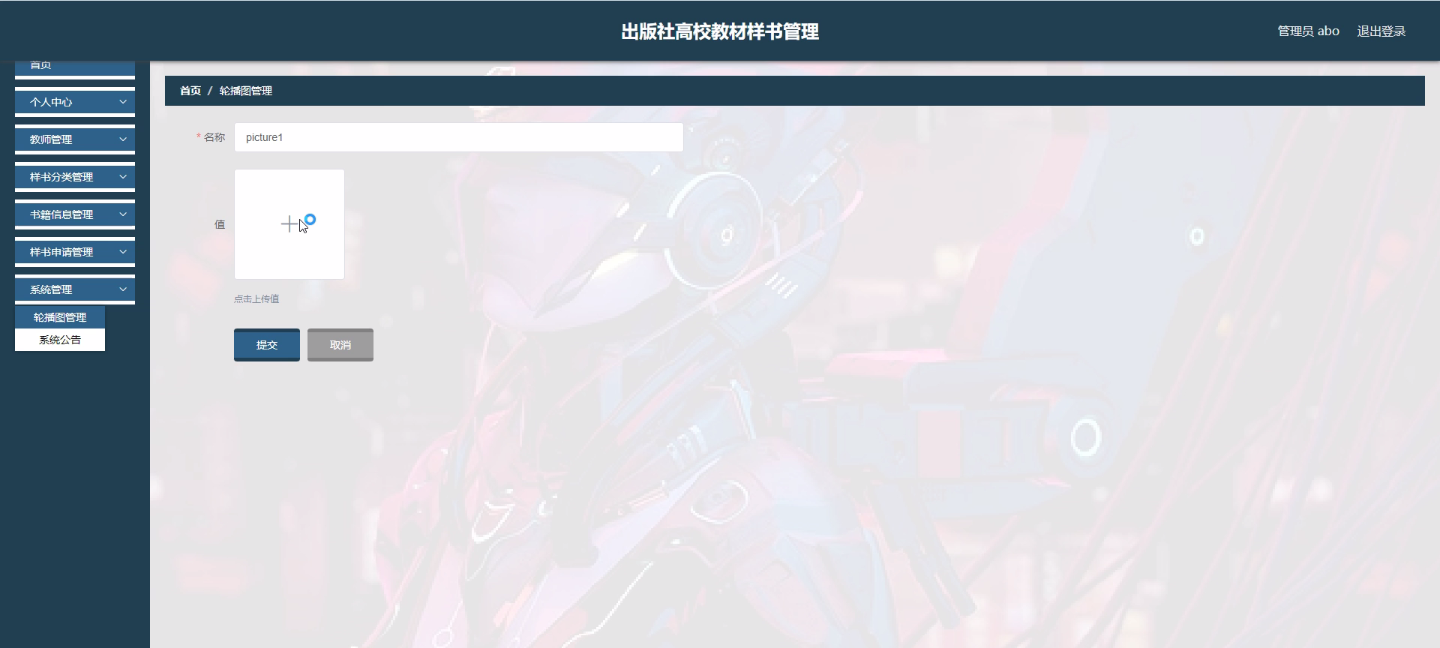 出版社高校教材样书管理
管理员 abo 退出登录
首页
个人中心
教师管理
样书分类管理
书籍信息管理
样书申请管理
系统管理
轮播图管理
系统公告
首页 / 轮播图管理
* 名称 picture1
值
点击上传值
提交 取消